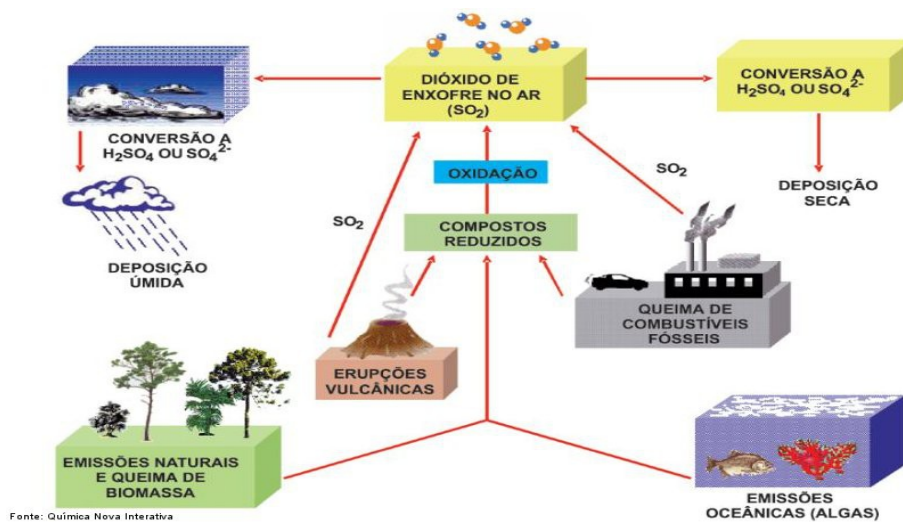 DIÓXIDO DE
ENXOFRE NO AR
(SO₂)
CONVERSÃO A
H₂SO₄ OU SO₄²⁻
CONVERSÃO A
H₂SO₄ OU SO₄²⁻
DEPOSIÇÃO
ÚMIDA
OXIDAÇÃO
SO₂
SO₂
DEPOSIÇÃO
SECA
COMPOSTOS
REDUZIDOS
ERUPÇÕES
VULCÂNICAS
QUEIMA DE
COMBUSTÍVEIS
FÓSSEIS
EMISSÕES NATURAIS
E QUEIMA DE
BIOMASSA
EMISSÕES
OCEÂNICAS (ALGAS)
Fonte: Química Nova Interativa